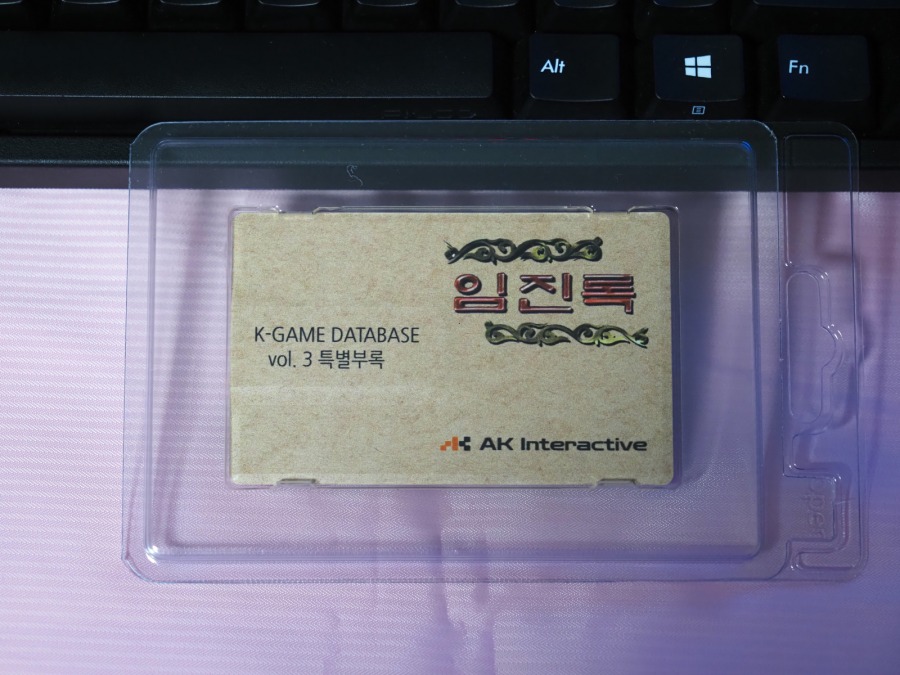 Alt
Fn
임진록
K-GAME DATABASE
vol. 3 특별부록
AK Interactive